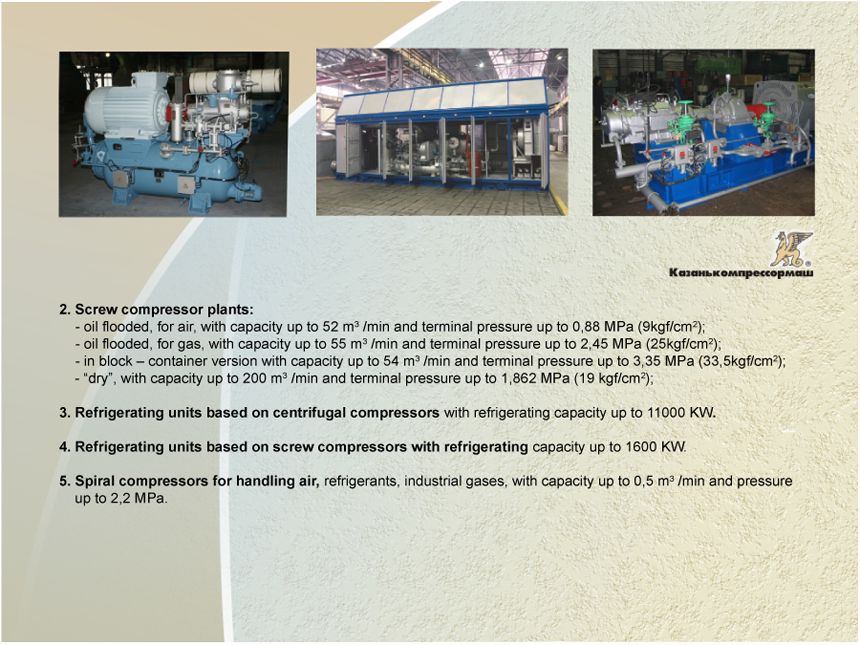 ®
Казанькомпрессормаш
2. Screw compressor plants:
- oil flooded, for air, with capacity up to 52 m³ /min and terminal pressure up to 0,88 MPa (9kgf/cm²);
- oil flooded, for gas, with capacity up to 55 m³ /min and terminal pressure up to 2,45 MPa (25kgf/cm²);
- in block – container version with capacity up to 54 m³ /min and terminal pressure up to 3,35 MPa (33,5kgf/cm²);
- “dry”, with capacity up to 200 m³ /min and terminal pressure up to 1,862 MPa (19 kgf/cm²);
3. Refrigerating units based on centrifugal compressors with refrigerating capacity up to 11000 KW.
4. Refrigerating units based on screw compressors with refrigerating capacity up to 1600 KW.
5. Spiral compressors for handling air, refrigerants, industrial gases, with capacity up to 0,5 m³ /min and pressure
up to 2,2 MPa.